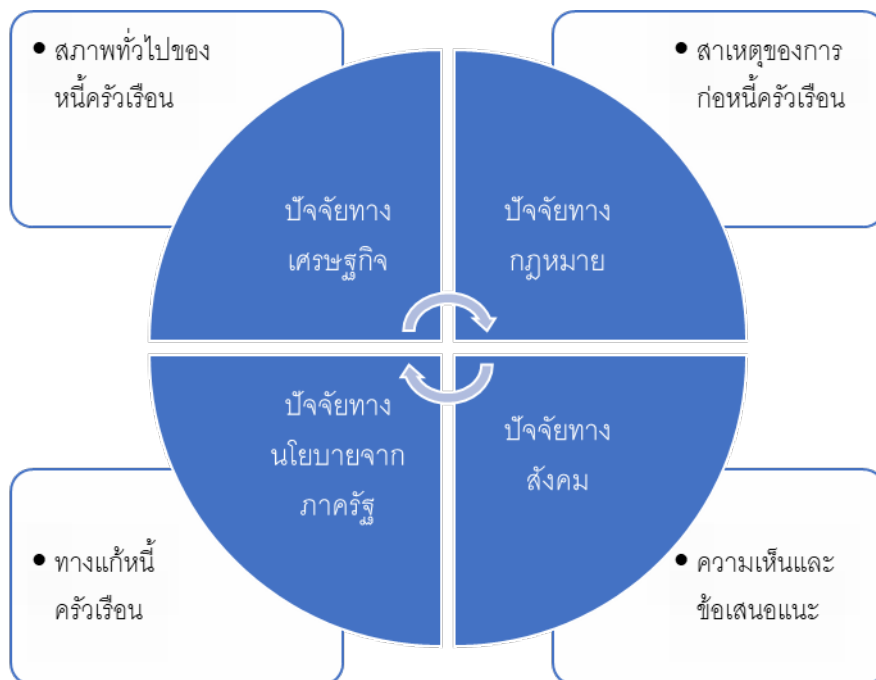 • สภาพทั่วไปของ
หนี้ครัวเรือน
• สาเหตุของการ
ก่อหนี้ครัวเรือน
ปัจจัยทาง
เศรษฐกิจ
ปัจจัยทาง
กฎหมาย
ปัจจัยทาง
นโยบายจาก
ภาครัฐ
ปัจจัยทาง
สังคม
• ทางแก้หนี้
ครัวเรือน
• ความเห็นและ
ข้อเสนอแนะ